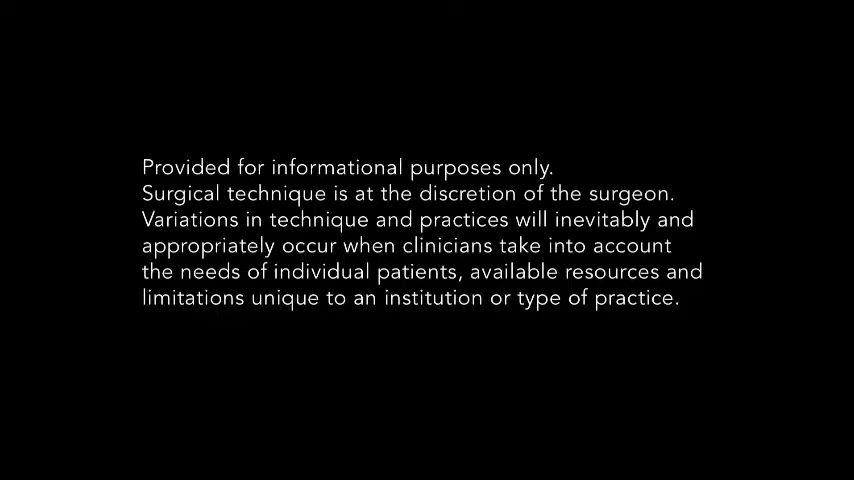 Provided for informational purposes only.
Surgical technique is at the discretion of the surgeon.
Variations in technique and practices will inevitably and
appropriately occur when clinicians take into account
the needs of individual patients, available resources and
limitations unique to an institution or type of practice.